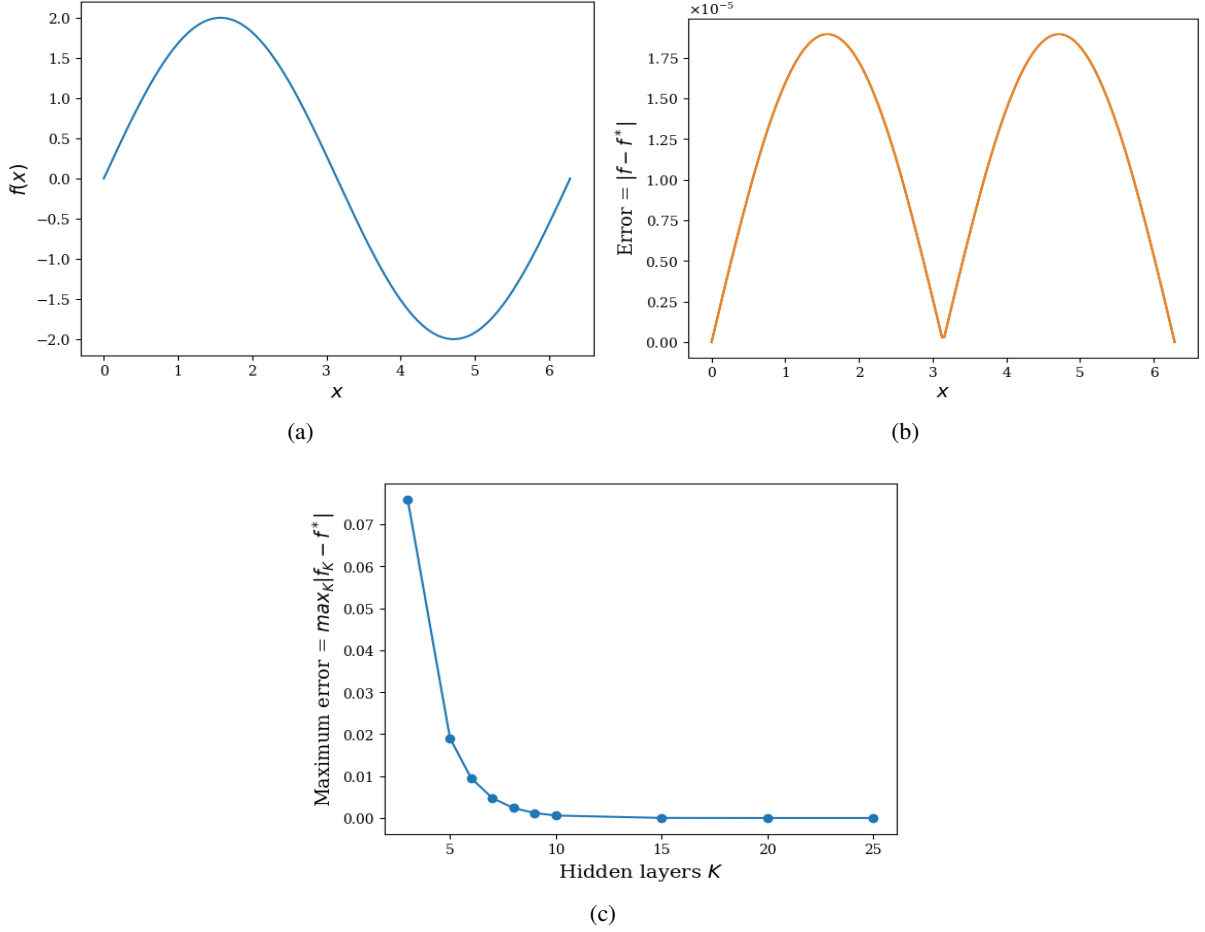 2.0
1.5
1.0
0.5
0.0
−0.5
−1.0
−1.5
−2.0
f(x)
0 1 2 3 4 5 6
x
(a)
×10⁻⁵
1.75
1.50
1.25
1.00
0.75
0.50
0.25
0.00
Error = |f − f*|
0 1 2 3 4 5 6
x
(b)
0.07
0.06
0.05
0.04
0.03
0.02
0.01
0.00
Maximum error = max_K|f_K − f*|
5 10 15 20 25
Hidden layers K
(c)